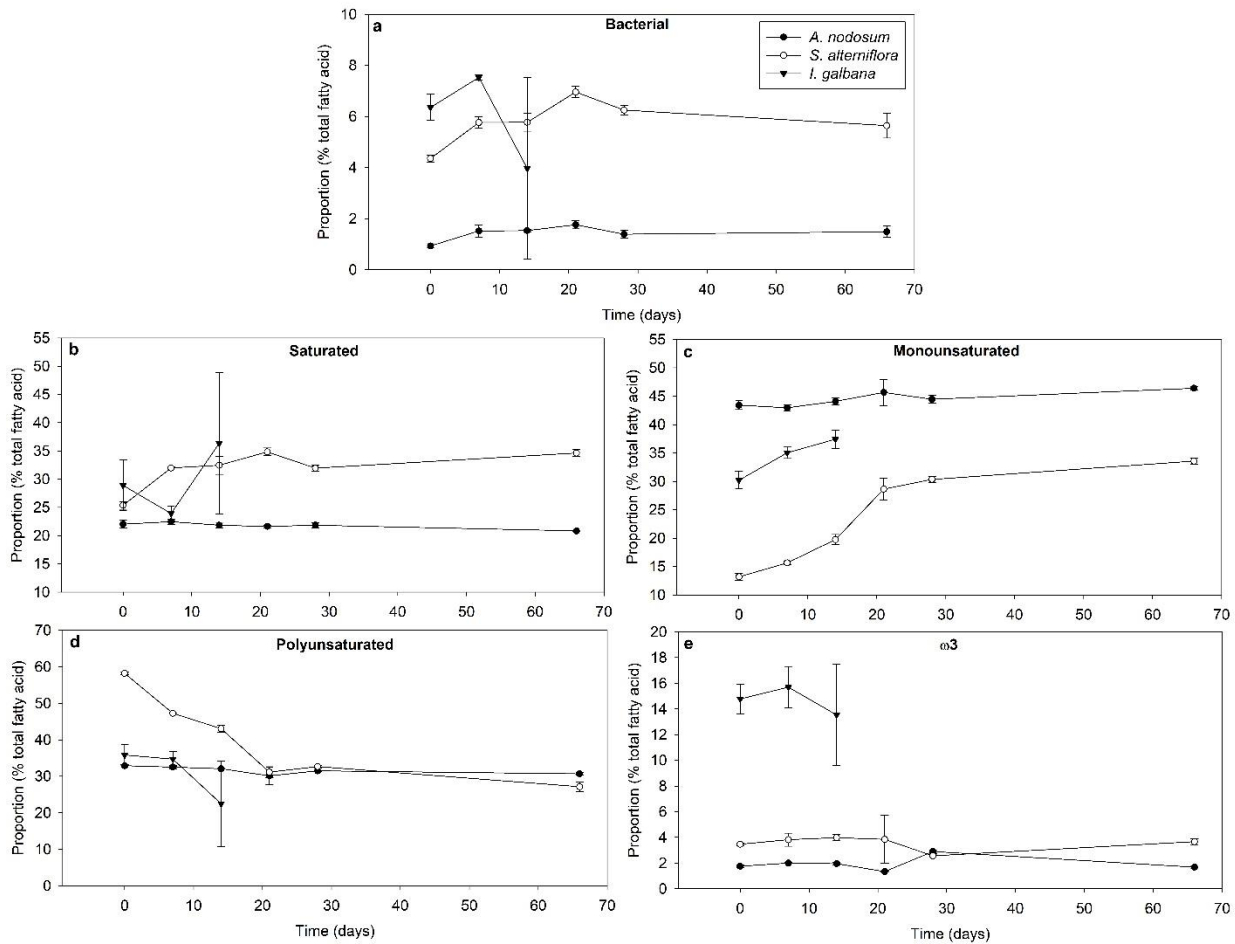 a
Bacterial
A. nodosum
S. alterniflora
I. galbana
Proportion (% total fatty acid)
10
8
6
4
2
0
0 10 20 30 40 50 60 70
Time (days)
b
Saturated
Proportion (% total fatty acid)
55
50
45
40
35
30
25
20
15
10
0 10 20 30 40 50 60 70
c
Monounsaturated
Proportion (% total fatty acid)
55
50
45
40
35
30
25
20
15
10
0 10 20 30 40 50 60 70
d
Polyunsaturated
Proportion (% total fatty acid)
70
60
50
40
30
20
10
0
0 10 20 30 40 50 60 70
Time (days)
e
ω3
Proportion (% total fatty acid)
20
18
16
14
12
10
8
6
4
2
0
0 10 20 30 40 50 60 70
Time (days)